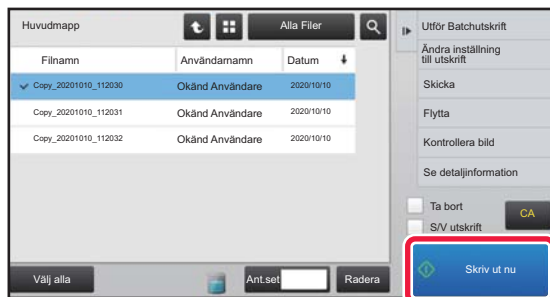 Huvudmapp
Alla Filer
Filnamn
Användarnamn
Datum
Copy_20201010_112030
Okänd Användare
2020/10/10
Copy_20201010_112031
Okänd Användare
2020/10/10
Copy_20201010_112032
Okänd Användare
2020/10/10
Välj alla
Ant.set
Radera
Utför Batchutskrift
Ändra inställning
till utskrift
Skicka
Flytta
Kontrollera bild
Se detaljinformation
Ta bort
S/V utskrift
CA
Skriv ut nu